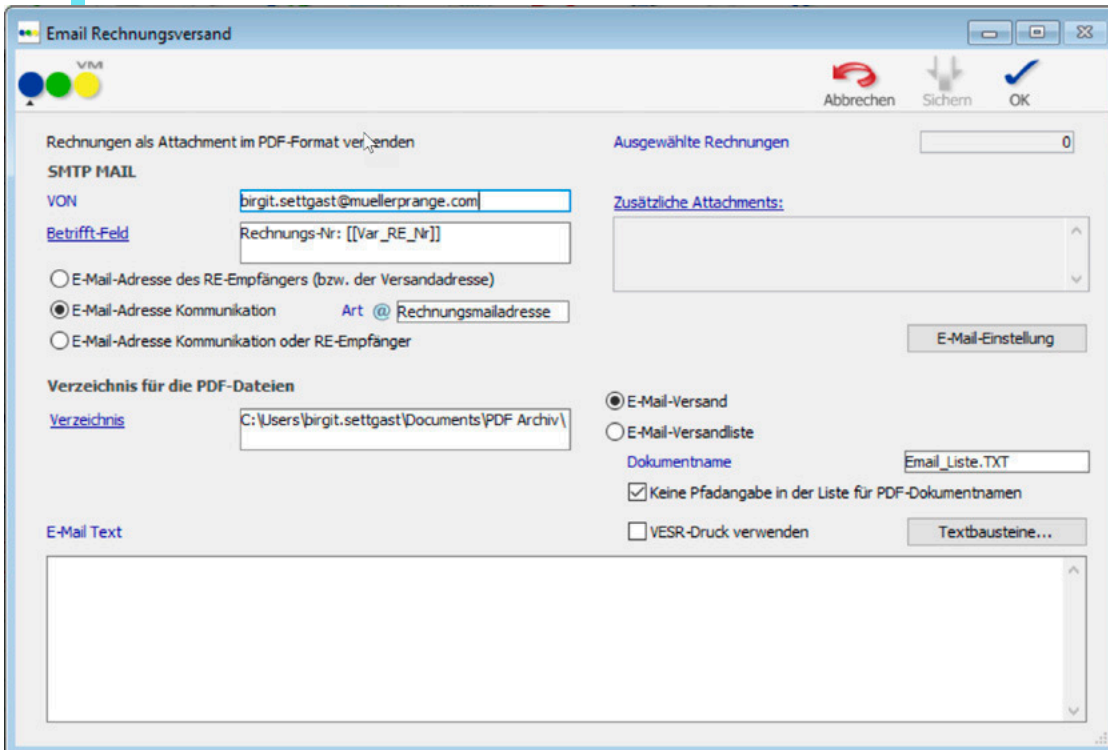 Email Rechnungsversand
VM
Abbrechen Sichern OK
Rechnungen als Attachment im PDF-Format verwenden
Ausgewählte Rechnungen 0
SMTP MAIL
VON birgit.settgast@muellerprange.com
Zusätzliche Attachments:
Betrifft-Feld Rechnungs-Nr: [[Var_RE_Nr]]
E-Mail-Adresse des RE-Empfängers (bzw. der Versandadresse)
E-Mail-Adresse Kommunikation Art @ Rechnungsmailadresse
E-Mail-Adresse Kommunikation oder RE-Empfänger
E-Mail-Einstellung
Verzeichnis für die PDF-Dateien
Verzeichnis C:\Users\birgit.settgast\Documents\PDF Archiv\
E-Mail-Versand
E-Mail-Versandliste
Dokumentname Email_Liste.TXT
Keine Pfadangabe in der Liste für PDF-Dokumentnamen
E-Mail Text
VESR-Druck verwenden
Textbausteine...